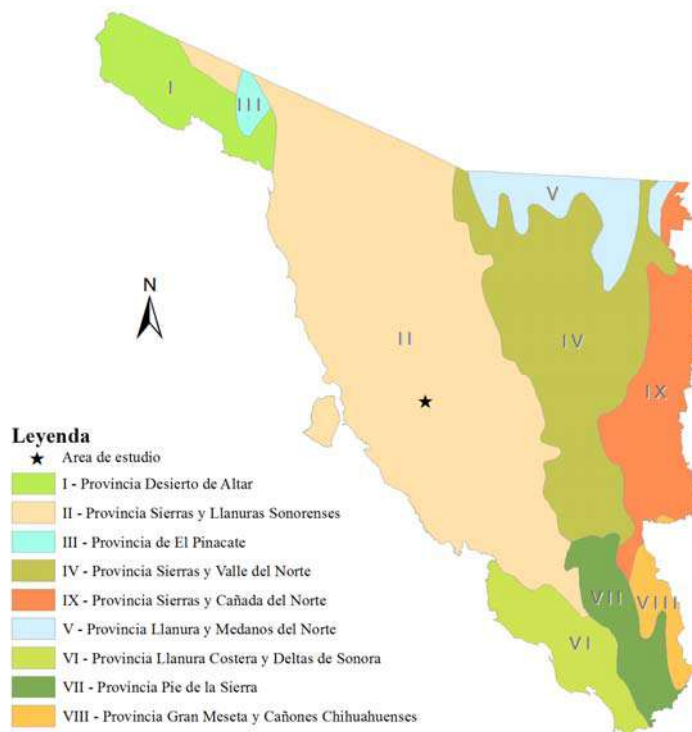 I
III
V
N
II
IV
IX
Leyenda
Area de estudio
I - Provincia Desierto de Altar
II - Provincia Sierras y Llanuras Sonorenses
III - Provincia de El Pinacate
IV - Provincia Sierras y Valle del Norte
IX - Provincia Sierras y Cañada del Norte
V - Provincia Llanura y Medanos del Norte
VI - Provincia Llanura Costera y Deltas de Sonora
VII - Provincia Pie de la Sierra
VIII - Provincia Gran Meseta y Cañones Chihuahuenses
VII
VIII
VI